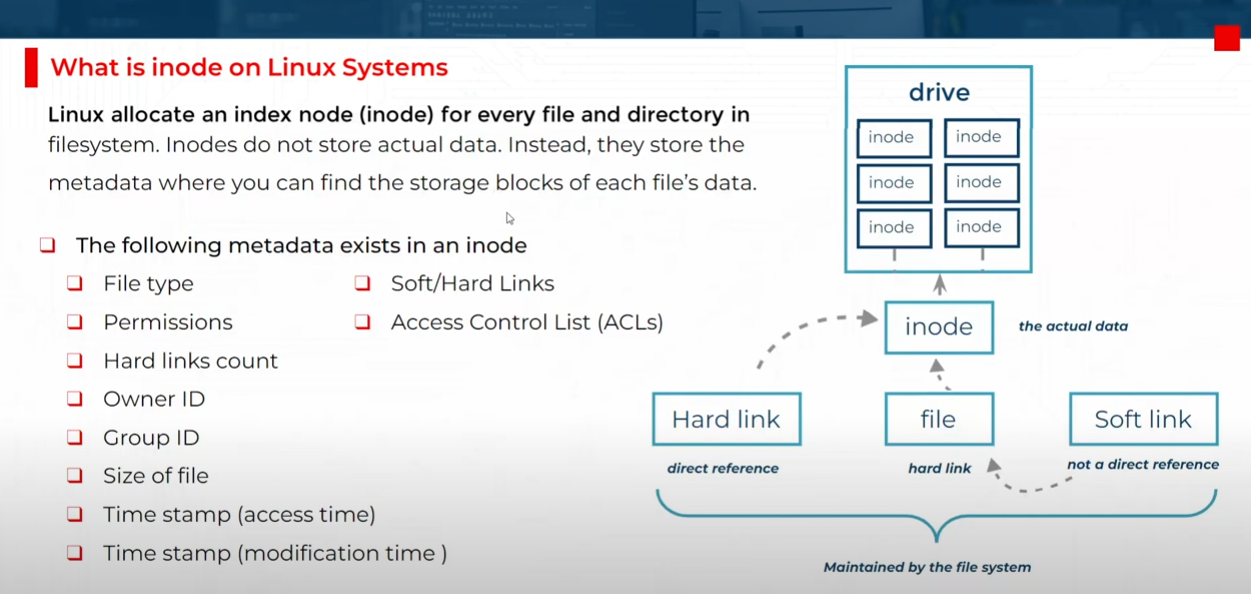 What is inode on Linux Systems
Linux allocate an index node (inode) for every file and directory in
filesystem. Inodes do not store actual data. Instead, they store the
metadata where you can find the storage blocks of each file's data.
The following metadata exists in an inode
File type
Permissions
Hard links count
Owner ID
Group ID
Size of file
Time stamp (access time)
Time stamp (modification time )
Soft/Hard Links
Access Control List (ACLs)
drive
inode inode
inode inode
inode inode
inode
the actual data
Hard link
file
Soft link
direct reference
hard link
not a direct reference
Maintained by the file system